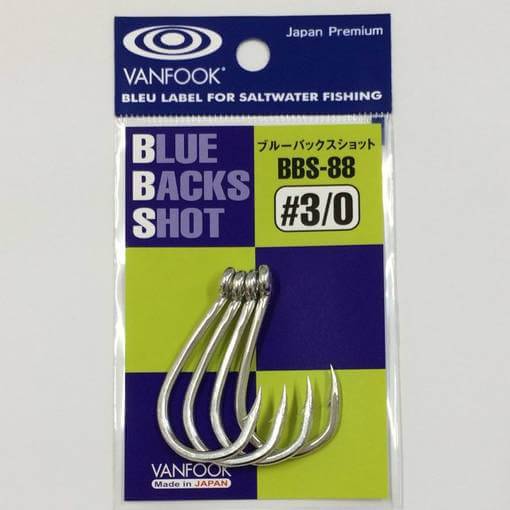 Japan Premium
VANFOOK®
BLEU LABEL FOR SALTWATER FISHING
BLUE
BACKS
SHOT
ブルーバックスショット
BBS-88
#3/0
VANFOOK
Made in JAPAN